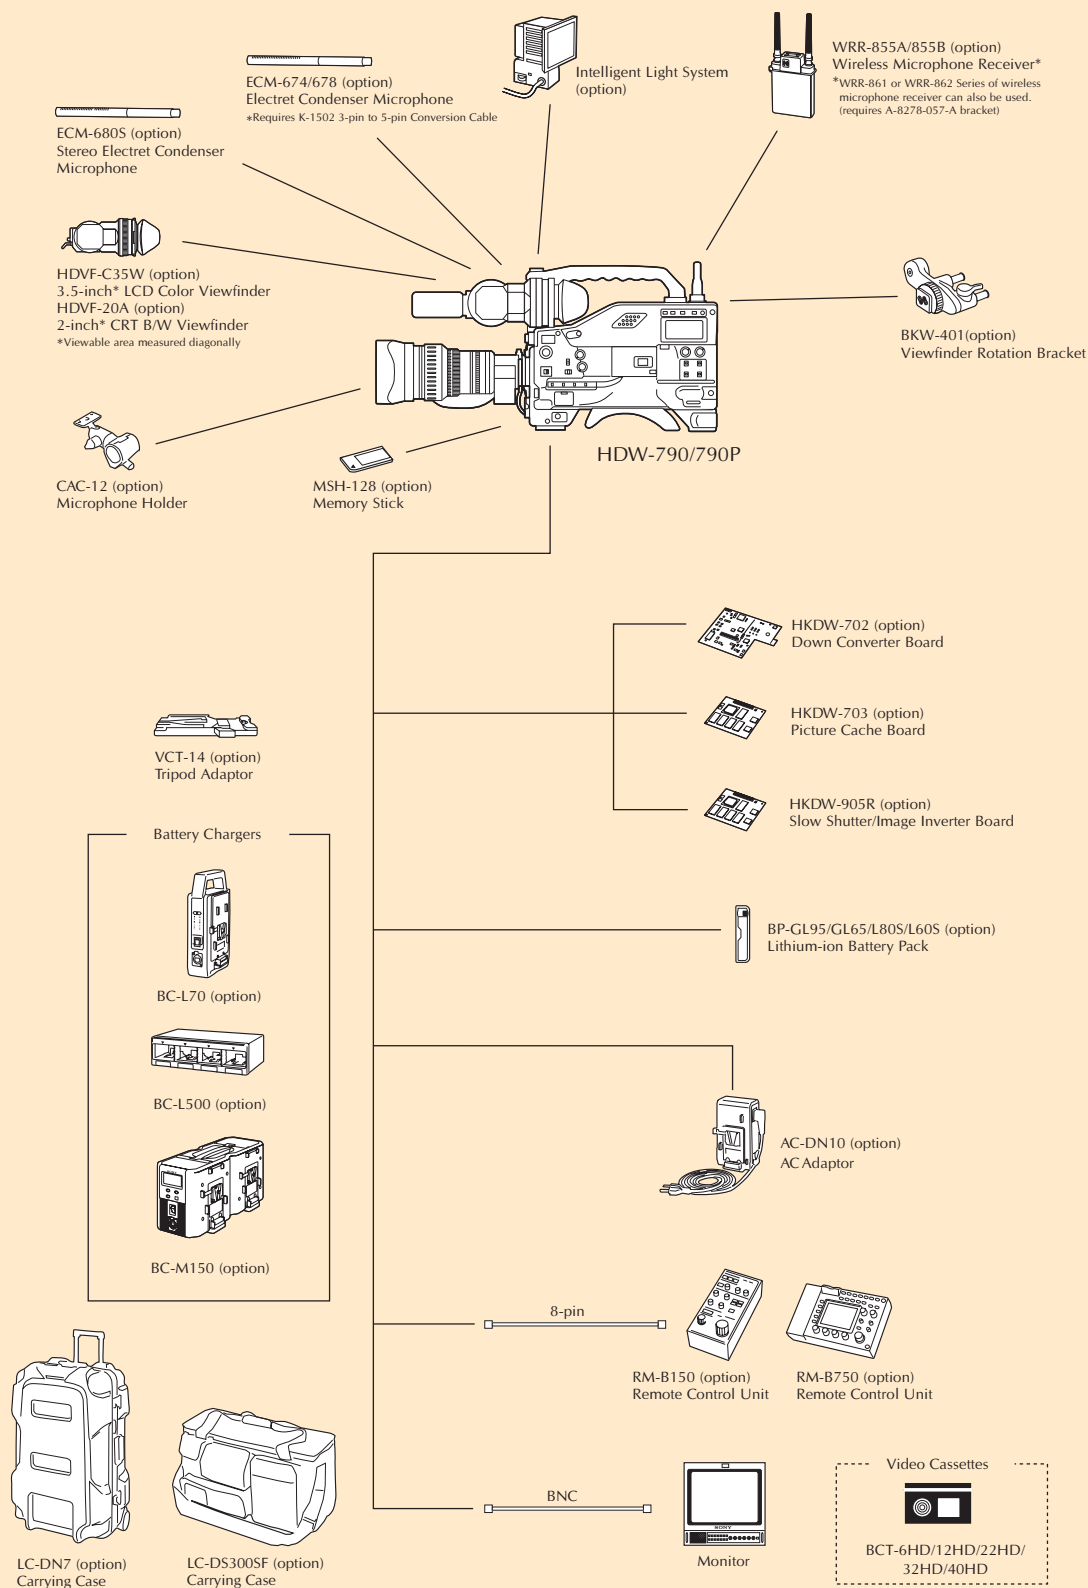 ECM-674/678 (option)
Electret Condenser Microphone
*Requires K-1502 3-pin to 5-pin Conversion Cable
Intelligent Light System
(option)
WRR-855A/855B (option)
Wireless Microphone Receiver*
*WRR-861 or WRR-862 Series of wireless
microphone receiver can also be used.
(requires A-8278-057-A bracket)
ECM-680S (option)
Stereo Electret Condenser
Microphone
HDVF-C35W (option)
3.5-inch* LCD Color Viewfinder
HDVF-20A (option)
2-inch* CRT B/W Viewfinder
*Viewable area measured diagonally
BKW-401(option)
Viewfinder Rotation Bracket
HDW-790/790P
CAC-12 (option)
Microphone Holder
MSH-128 (option)
Memory Stick
HKDW-702 (option)
Down Converter Board
HKDW-703 (option)
Picture Cache Board
HKDW-905R (option)
Slow Shutter/Image Inverter Board
VCT-14 (option)
Tripod Adaptor
Battery Chargers
BC-L70 (option)
BC-L500 (option)
BC-M150 (option)
BP-GL95/GL65/L80S/L60S (option)
Lithium-ion Battery Pack
AC-DN10 (option)
AC Adaptor
8-pin
RM-B150 (option)
Remote Control Unit
RM-B750 (option)
Remote Control Unit
BNC
SONY
Monitor
Video Cassettes
BCT-6HD/12HD/22HD/
32HD/40HD
LC-DN7 (option)
Carrying Case
LC-DS300SF (option)
Carrying Case